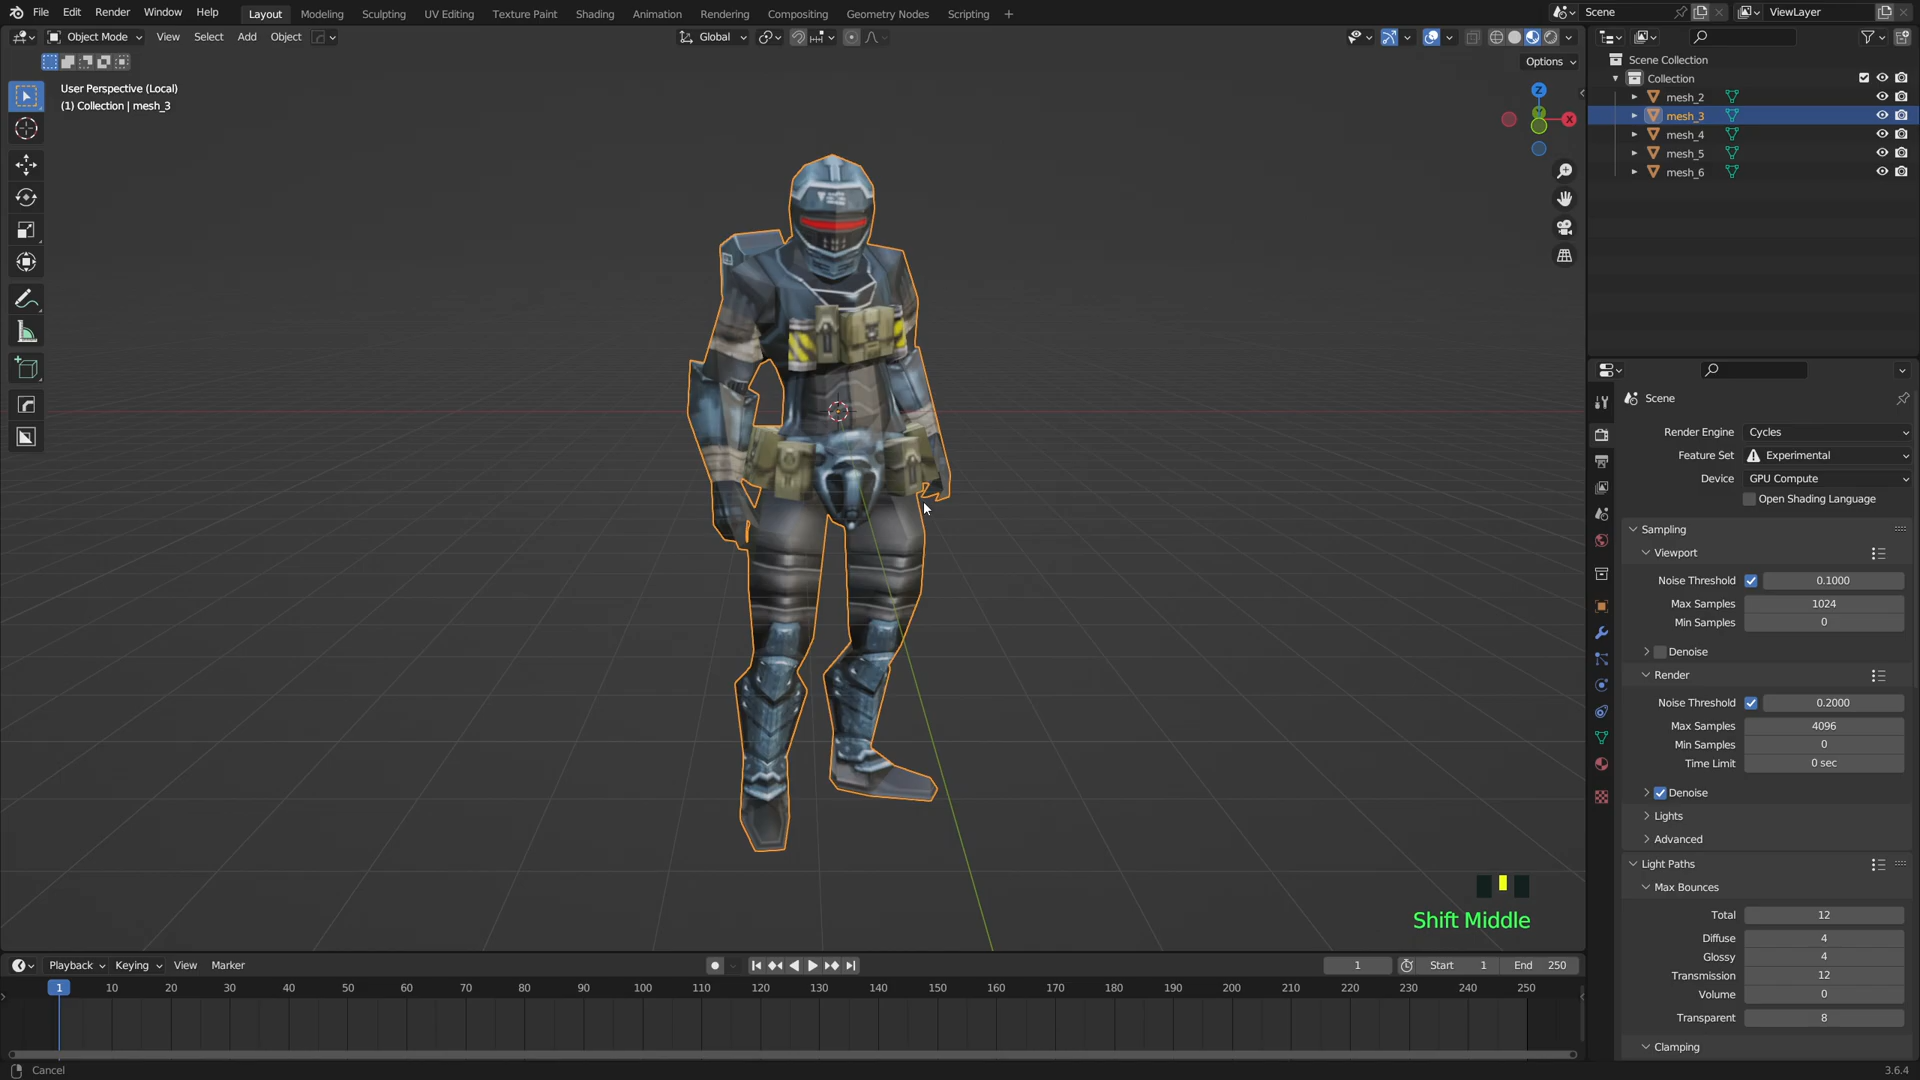 File Edit Render Window Help Layout Modeling Sculpting UV Editing Texture Paint Shading Animation Rendering Compositing Geometry Nodes Scripting + Scene ViewLayer
Object Mode View Select Add Object Global
Options
User Perspective (Local)
(1) Collection | mesh_3
Z
Y
X
Scene Collection
Collection
mesh_2
mesh_3
mesh_4
mesh_5
mesh_6
Scene
Render Engine Cycles
Feature Set Experimental
Device GPU Compute
Open Shading Language
Sampling
Viewport
Noise Threshold 0.1000
Max Samples 1024
Min Samples 0
Denoise
Render
Noise Threshold 0.2000
Max Samples 4096
Min Samples 0
Time Limit 0 sec
Denoise
Lights
Advanced
Light Paths
Max Bounces
Total 12
Diffuse 4
Glossy 4
Transmission 12
Volume 0
Transparent 8
Clamping
Shift Middle
Playback Keying View Marker 1 Start 1 End 250
1 10 20 30 40 50 60 70 80 90 100 110 120 130 140 150 160 170 180 190 200 210 220 230 240 250
Cancel 3.6.4